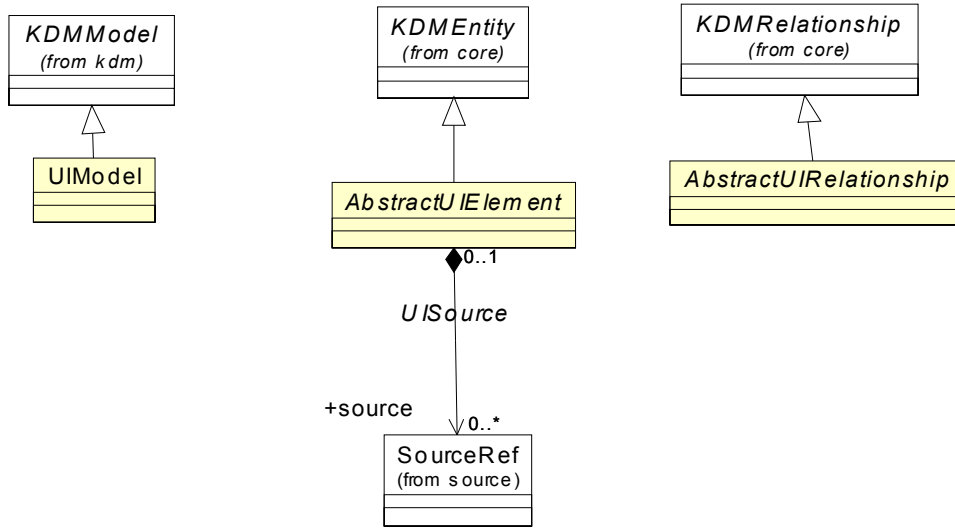 KDMModel
(from kdm)
UIModel
KDMEntity
(from core)
AbstractUIElement
0..1
UISource
+source
0..*
SourceRef
(from source)
KDMRelationship
(from core)
AbstractUIRelationship